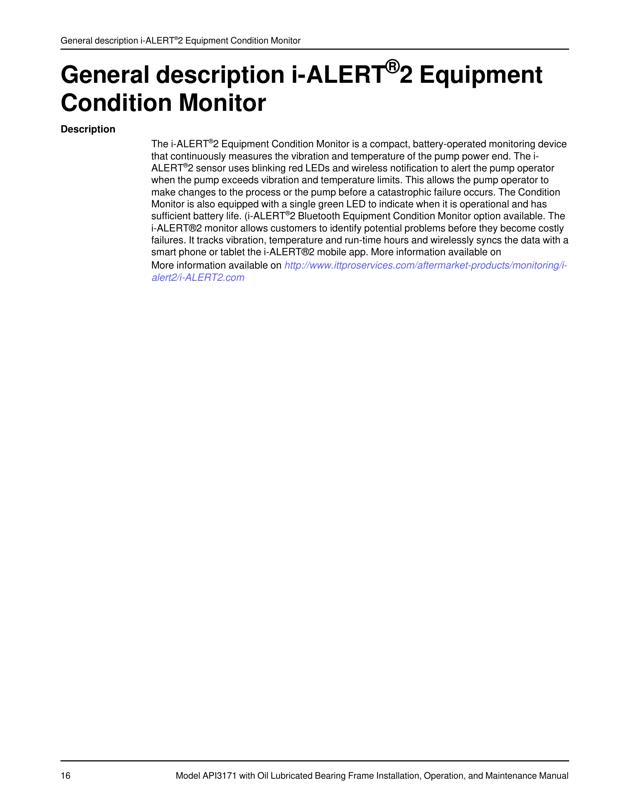 General description i-ALERT®2 Equipment Condition Monitor
General description i-ALERT®2 Equipment
Condition Monitor
Description
The i-ALERT®2 Equipment Condition Monitor is a compact, battery-operated monitoring device
that continuously measures the vibration and temperature of the pump power end. The i-
ALERT®2 sensor uses blinking red LEDs and wireless notification to alert the pump operator
when the pump exceeds vibration and temperature limits. This allows the pump operator to
make changes to the process or the pump before a catastrophic failure occurs. The Condition
Monitor is also equipped with a single green LED to indicate when it is operational and has
sufficient battery life. (i-ALERT®2 Bluetooth Equipment Condition Monitor option available. The
i-ALERT®2 monitor allows customers to identify potential problems before they become costly
failures. It tracks vibration, temperature and run-time hours and wirelessly syncs the data with a
smart phone or tablet the i-ALERT®2 mobile app. More information available on
More information available on http://www.ittproservices.com/aftermarket-products/monitoring/i-
alert2/i-ALERT2.com
16 Model API3171 with Oil Lubricated Bearing Frame Installation, Operation, and Maintenance Manual